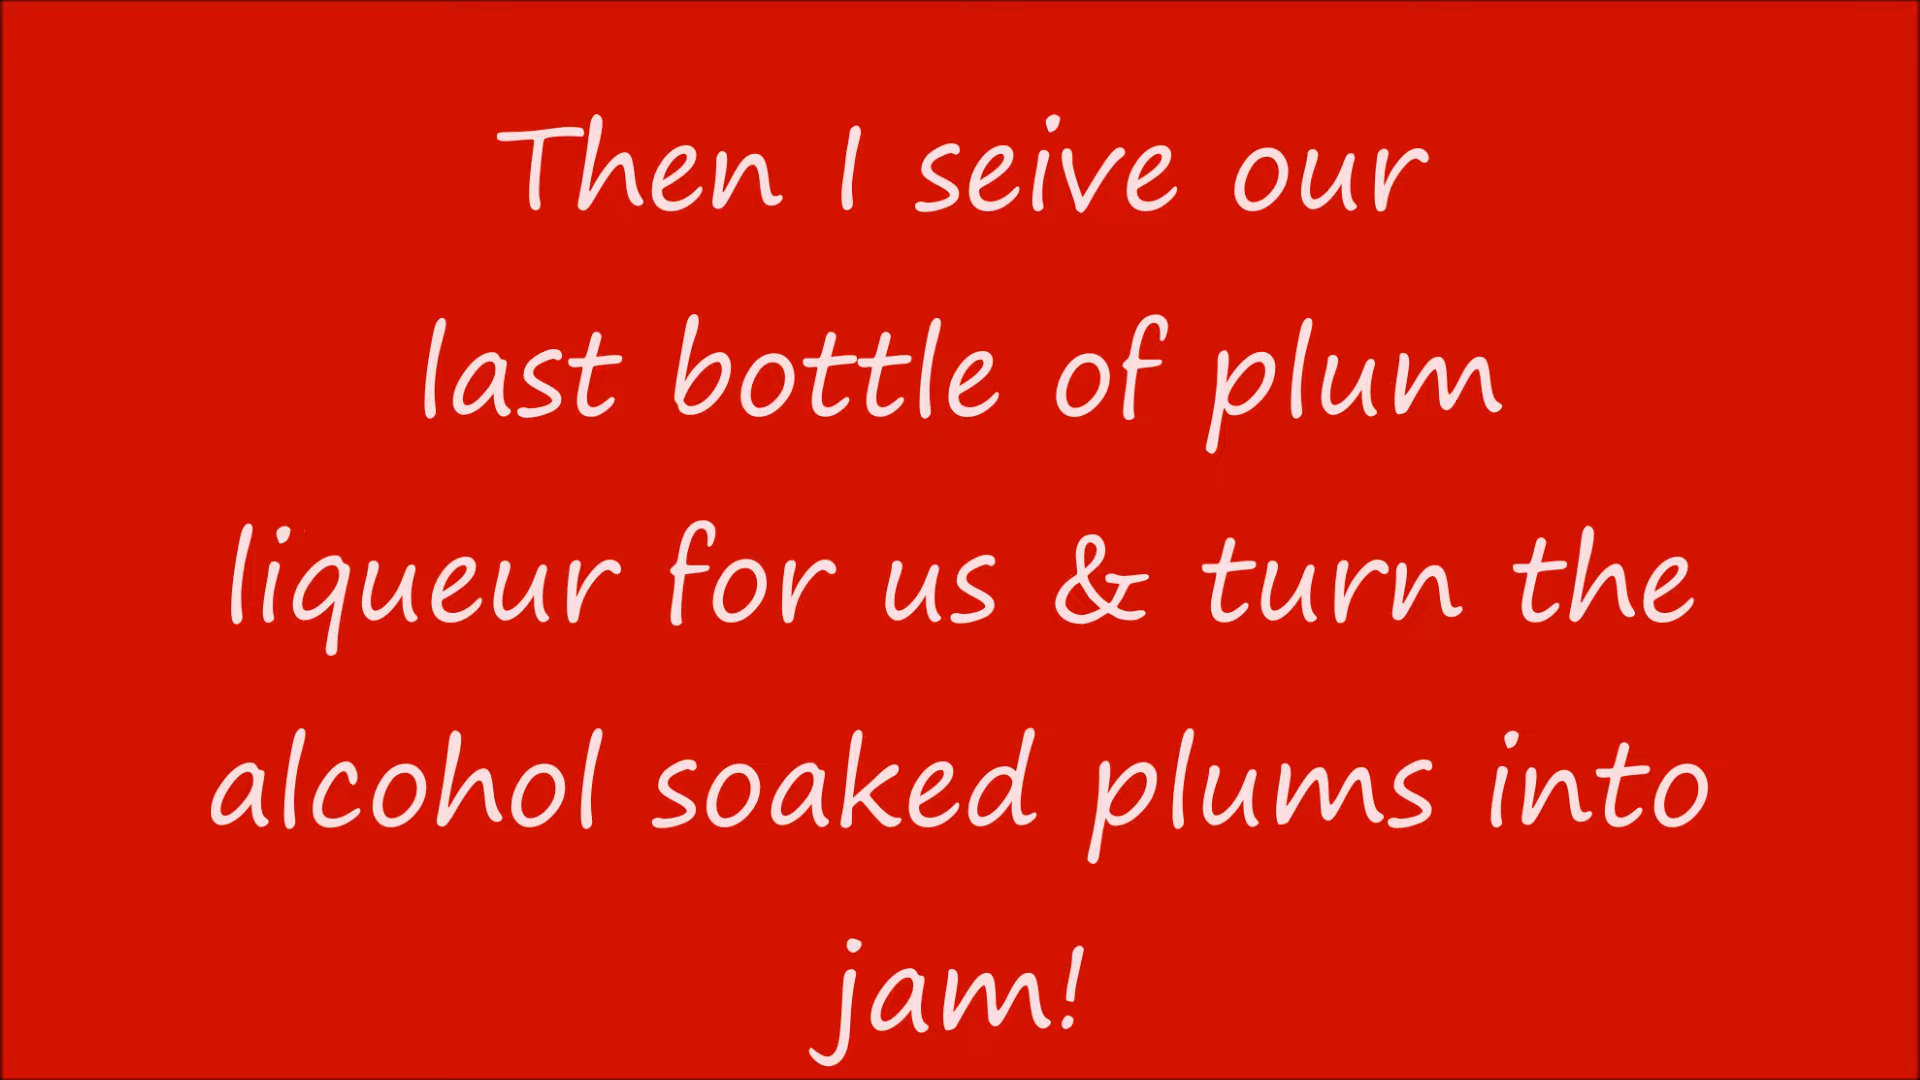 Then I seive our
last bottle of plum
liqueur for us & turn the
alcohol soaked plums into
jam!